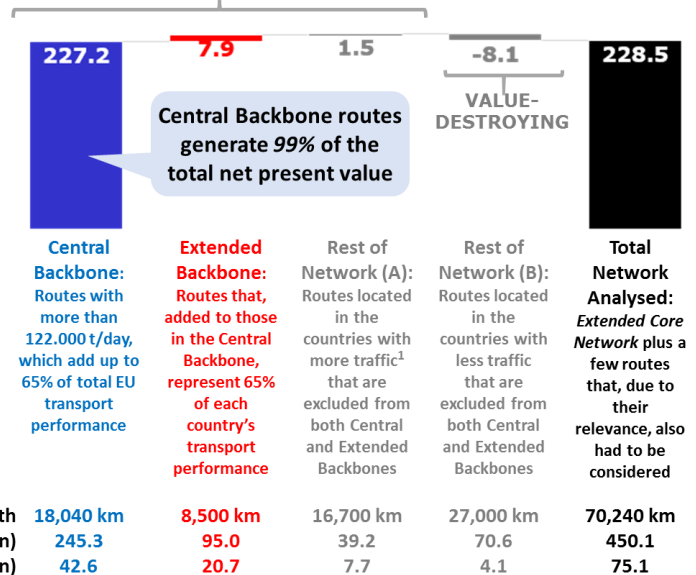 227.2 7.9 1.5 -8.1 228.5
VALUE-
DESTROYING
Central Backbone routes
generate 99% of the
total net present value
Central
Backbone:
Routes with
more than
122.000 t/day,
which add up to
65% of total EU
transport
performance
Extended
Backbone:
Routes that,
added to those
in the Central
Backbone,
represent 65%
of each
country's
transport
performance
Rest of
Network (A):
Routes located
in the
countries with
more traffic1
that are
excluded from
both Central
and Extended
Backbones
Rest of
Network (B):
Routes located
in the
countries with
less traffic
that are
excluded from
both Central
and Extended
Backbones
Total
Network
Analysed:
Extended Core
Network plus a
few routes
that, due to
their
relevance, also
had to be
considered
th 18,040 km 8,500 km 16,700 km 27,000 km 70,240 km
n) 245.3 95.0 39.2 70.6 450.1
n) 42.6 20.7 7.7 4.1 75.1